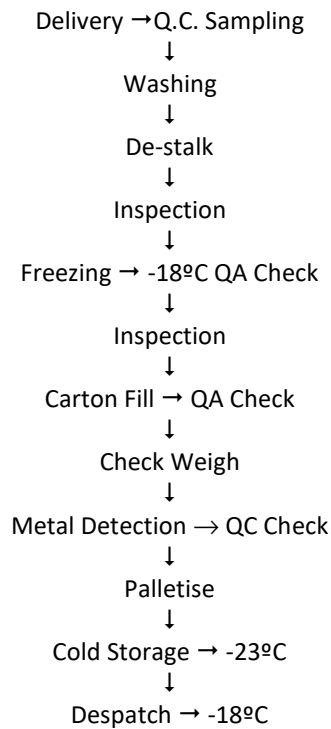 Delivery →Q.C. Sampling
↓
Washing
↓
De-stalk
↓
Inspection
↓
Freezing → -18ºC QA Check
↓
Inspection
↓
Carton Fill → QA Check
↓
Check Weigh
↓
Metal Detection → QC Check
↓
Palletise
↓
Cold Storage → -23ºC
↓
Despatch → -18ºC